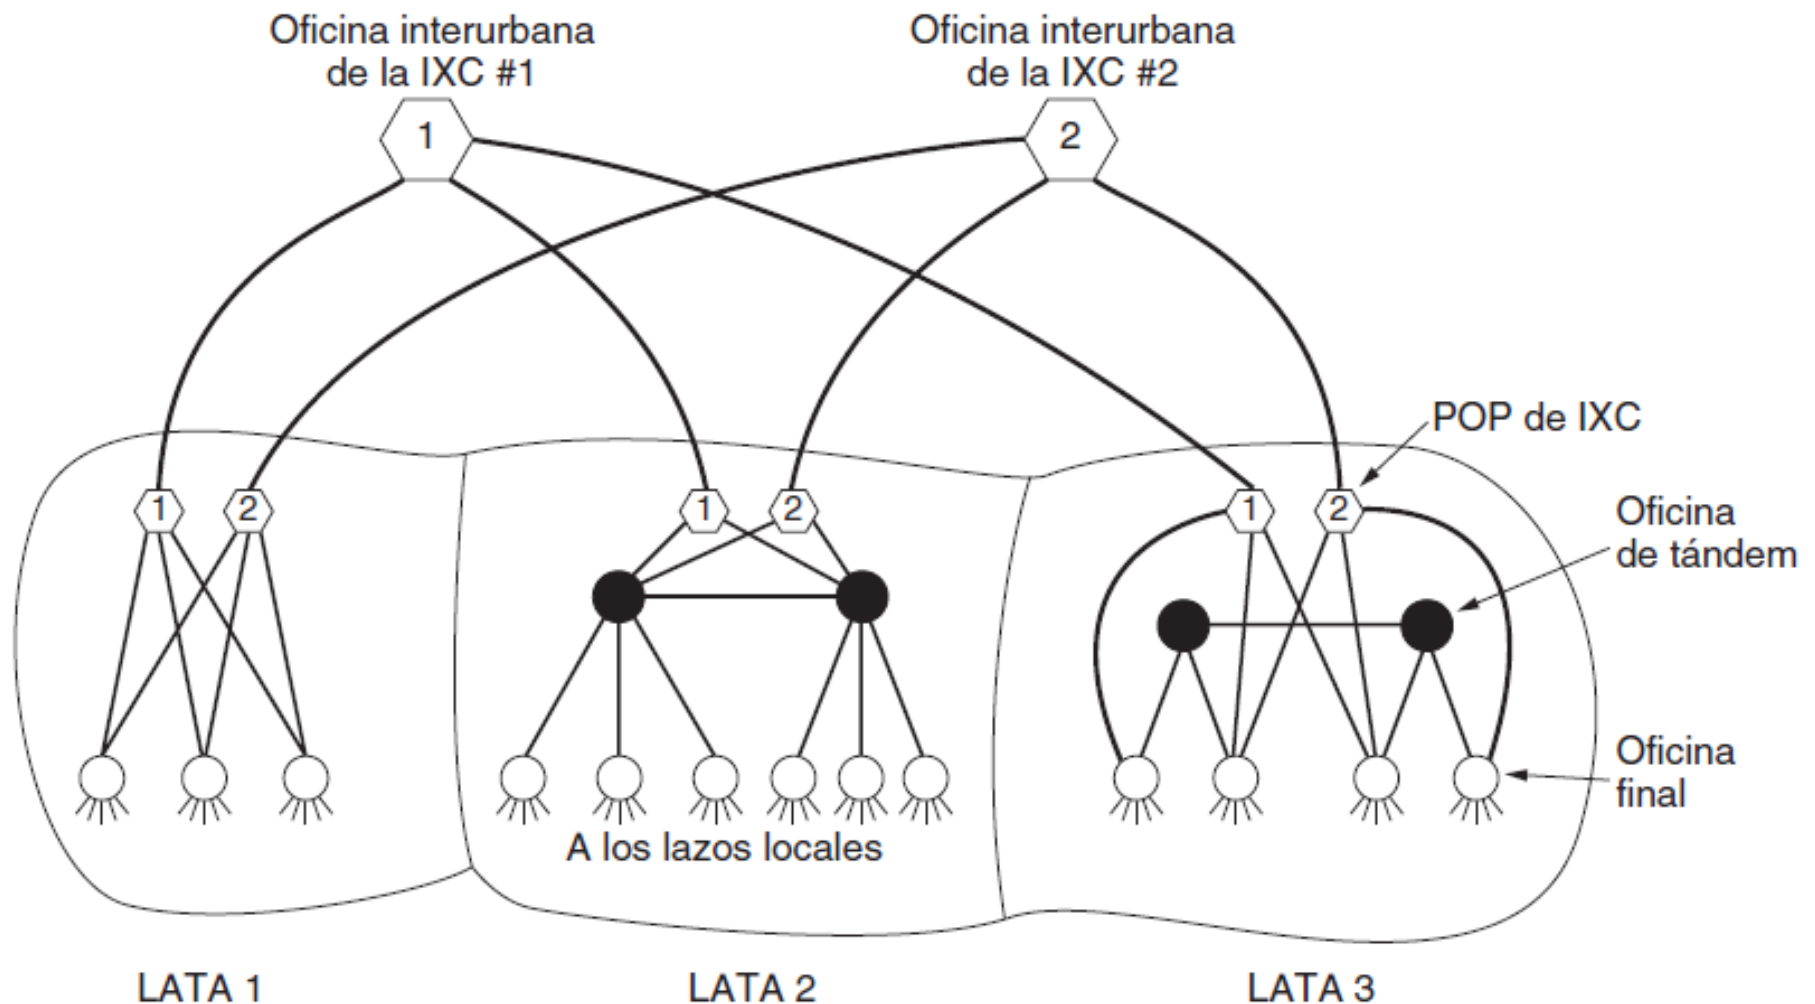 Oficina interurbana
de la IXC #1
Oficina interurbana
de la IXC #2
1
2
POP de IXC
1
2
1
2
1
2
Oficina
de tándem
Oficina
final
A los lazos locales
LATA 1
LATA 2
LATA 3